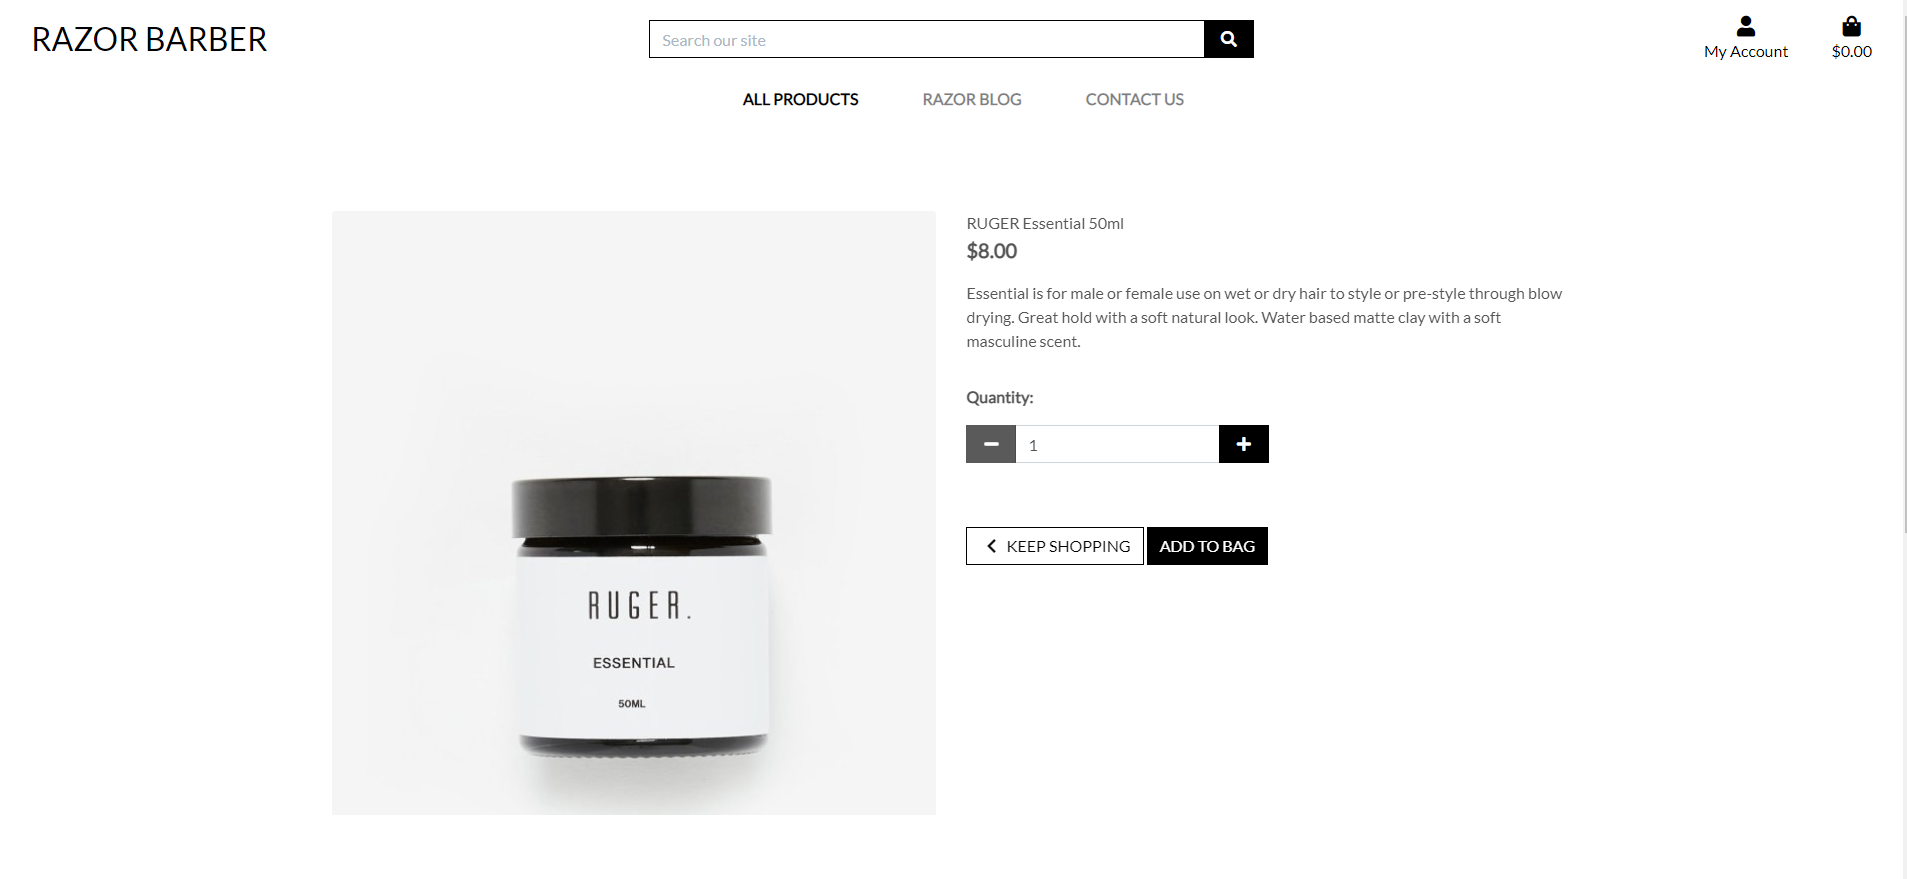 RAZOR BARBER
Search our site
My Account
$0.00
ALL PRODUCTS
RAZOR BLOG
CONTACT US
RUGER Essential 50ml
$8.00
Essential is for male or female use on wet or dry hair to style or pre-style through blow
drying. Great hold with a soft natural look. Water based matte clay with a soft
masculine scent.
Quantity:
1
KEEP SHOPPING
ADD TO BAG
RUGER.
ESSENTIAL
50ML